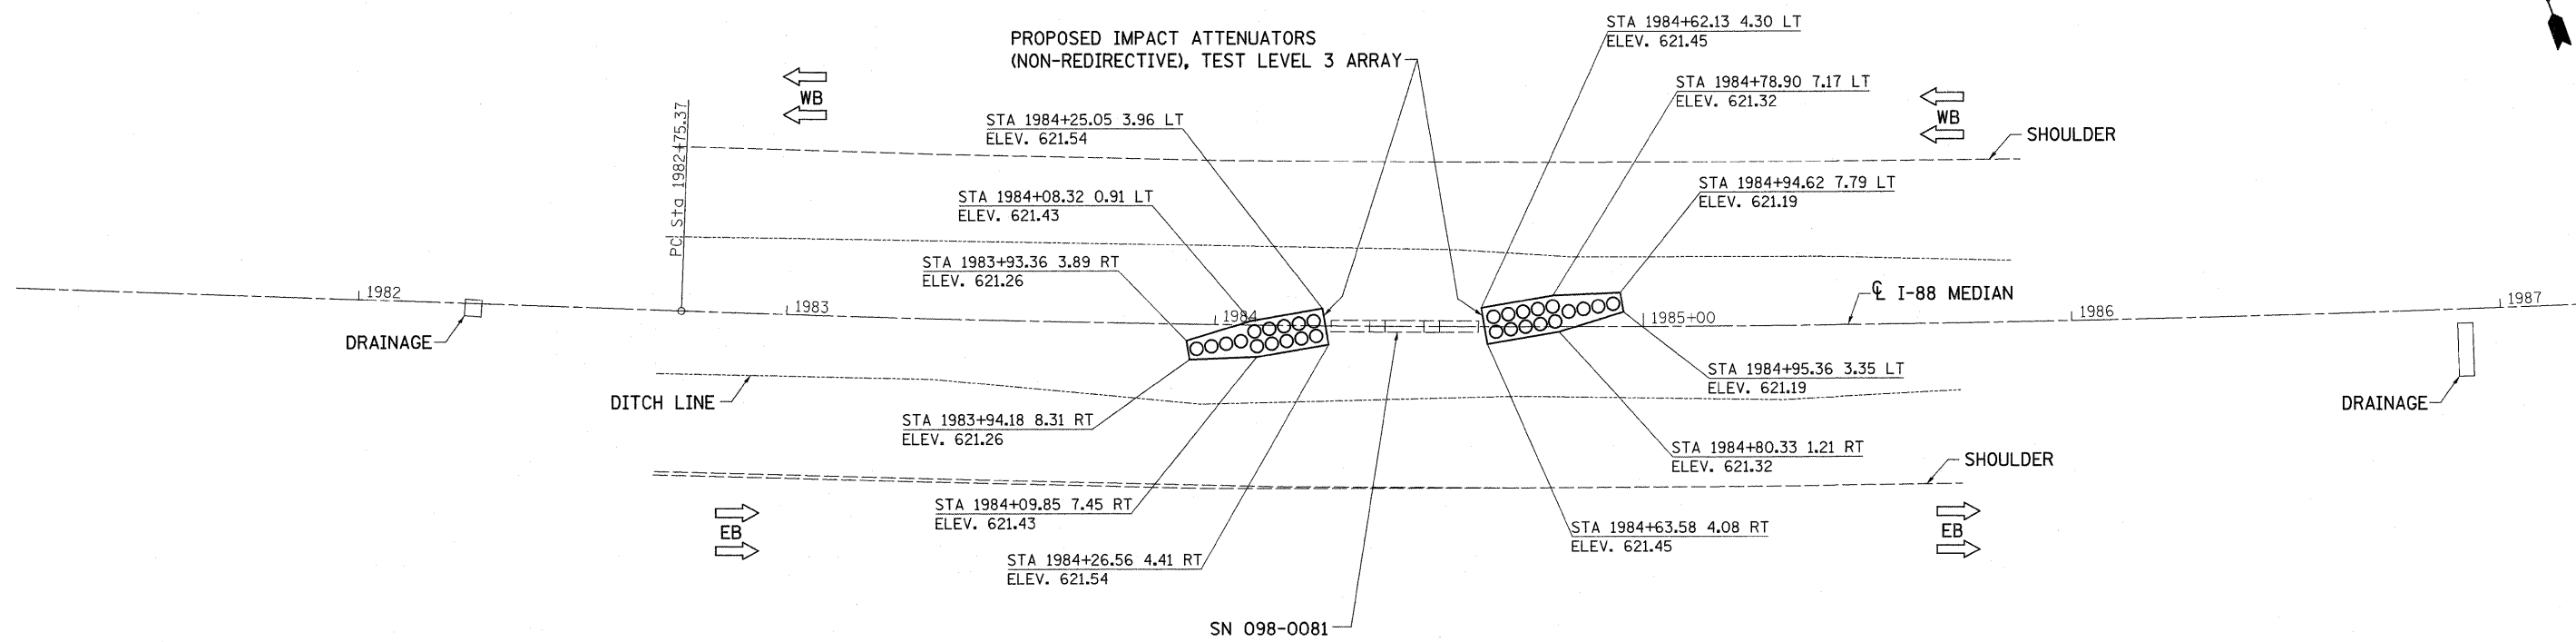 PROPOSED IMPACT ATTENUATORS
(NON-REDIRECTIVE), TEST LEVEL 3 ARRAY
STA 1984+62.13 4.30 LT
ELEV. 621.45
STA 1984+78.90 7.17 LT
ELEV. 621.32
WB
WB
SHOULDER
PC Sta 1982+75.37
STA 1984+25.05 3.96 LT
ELEV. 621.54
STA 1984+08.32 0.91 LT
ELEV. 621.43
STA 1984+94.62 7.79 LT
ELEV. 621.19
STA 1983+93.36 3.89 RT
ELEV. 621.26
1982
1983
1984
1985+00
1986
1987
℄ I-88 MEDIAN
DRAINAGE
DITCH LINE
STA 1984+95.36 3.35 LT
ELEV. 621.19
DRAINAGE
STA 1983+94.18 8.31 RT
ELEV. 621.26
STA 1984+80.33 1.21 RT
ELEV. 621.32
SHOULDER
STA 1984+09.85 7.45 RT
ELEV. 621.43
STA 1984+63.58 4.08 RT
ELEV. 621.45
EB
EB
STA 1984+26.56 4.41 RT
ELEV. 621.54
SN 098-0081